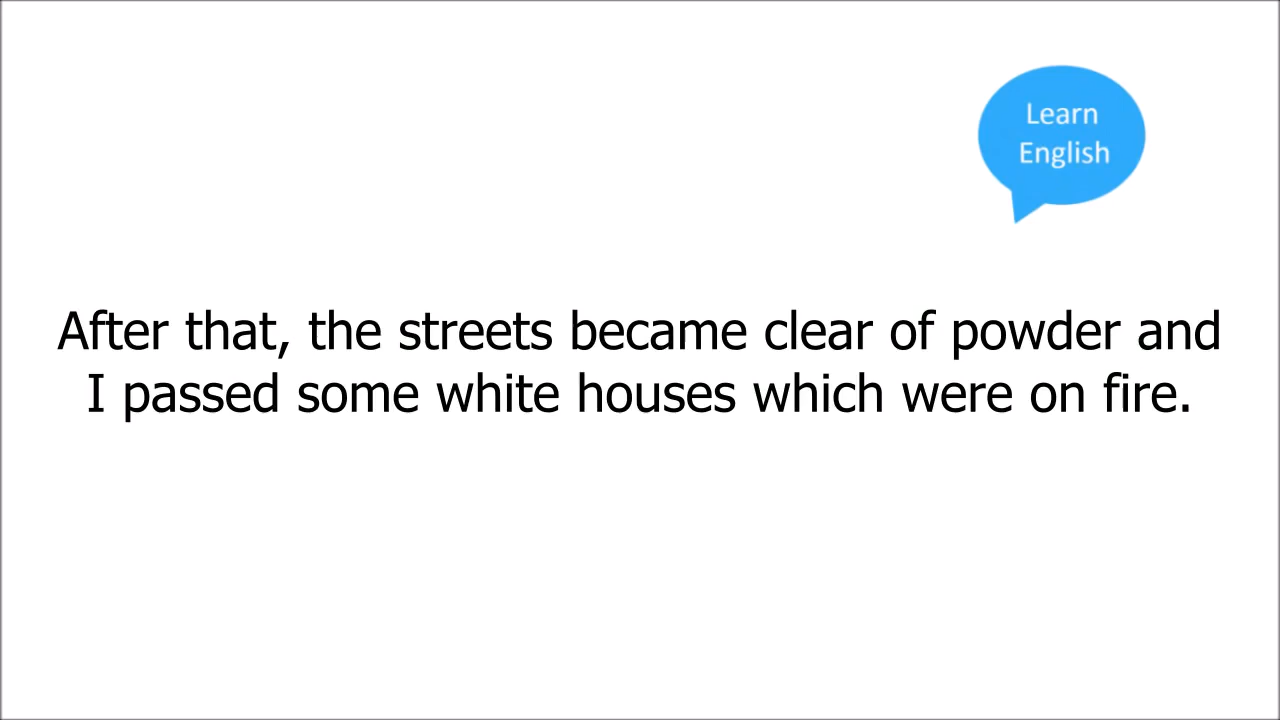 Learn
English
After that, the streets became clear of powder and
I passed some white houses which were on fire.